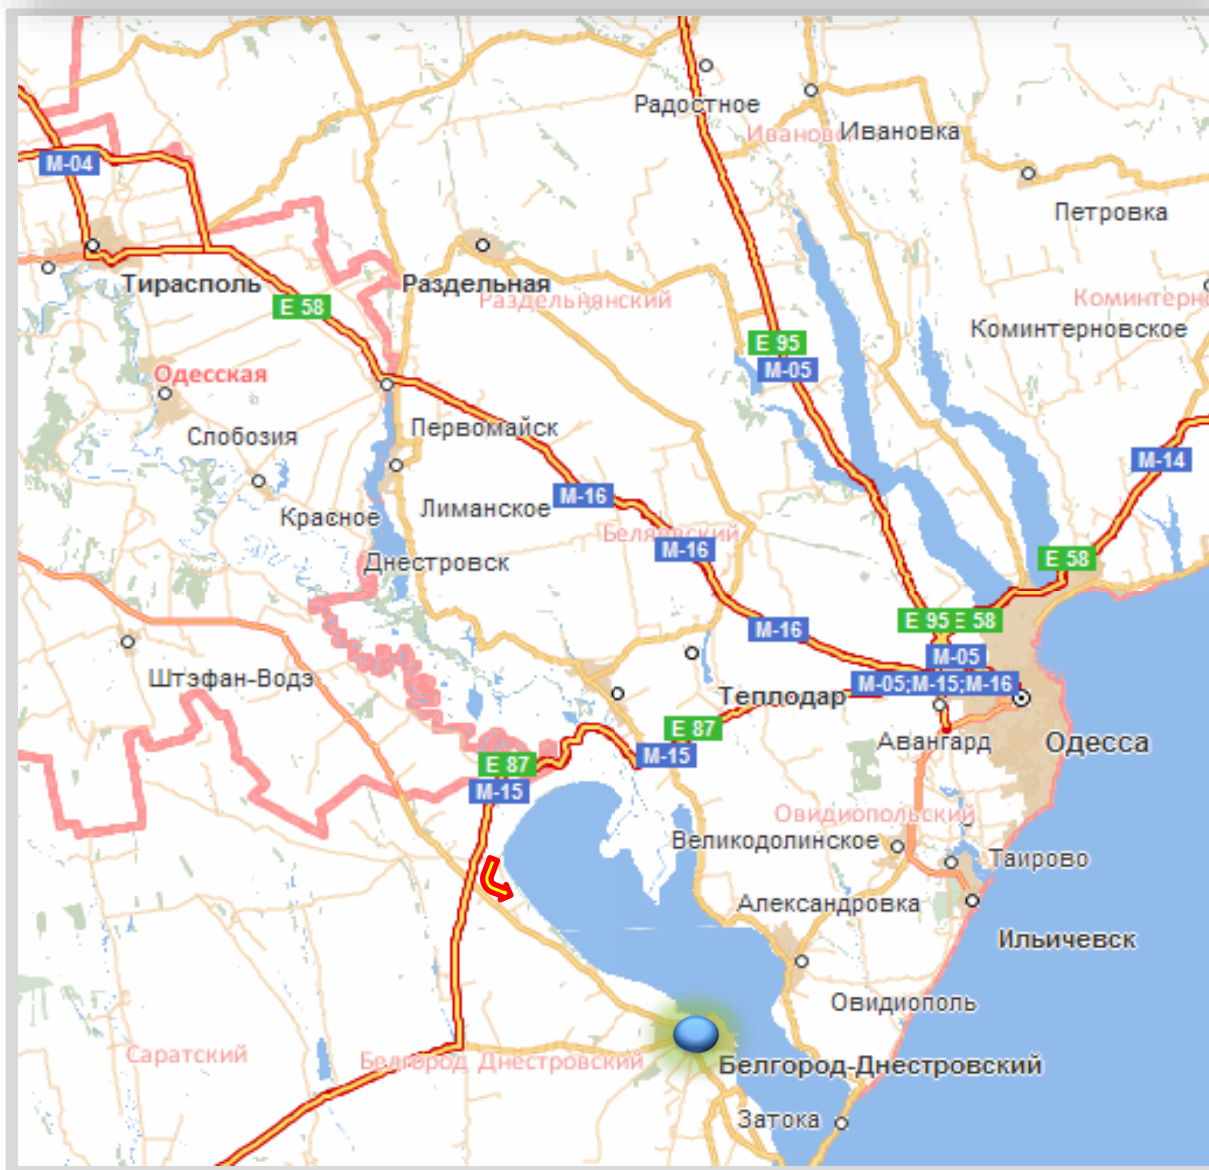 Радостное
Иваново
Ивановка
М-04
Петровка
Тирасполь
Раздельная
Раздельнянский
Е 58
Коминтерно
Коминтерновское
Е 95
М-05
Одесская
Слобозия
Первомайск
М-14
М-16
Красное
Лиманское
Беляевский
М-16
Днестровск
Е 58
Е 95
Е 58
М-16
М-05
Штэфан-Водэ
М-05;М-15;М-16
Теплодар
Е 87
Авангард
Одесса
М-15
Е 87
М-15
Овидиопольский
Великодолинское
Таирово
Александровка
Ильичевск
Овидиополь
Саратский
Белгород Днестровский
Белгород-Днестровский
Затока